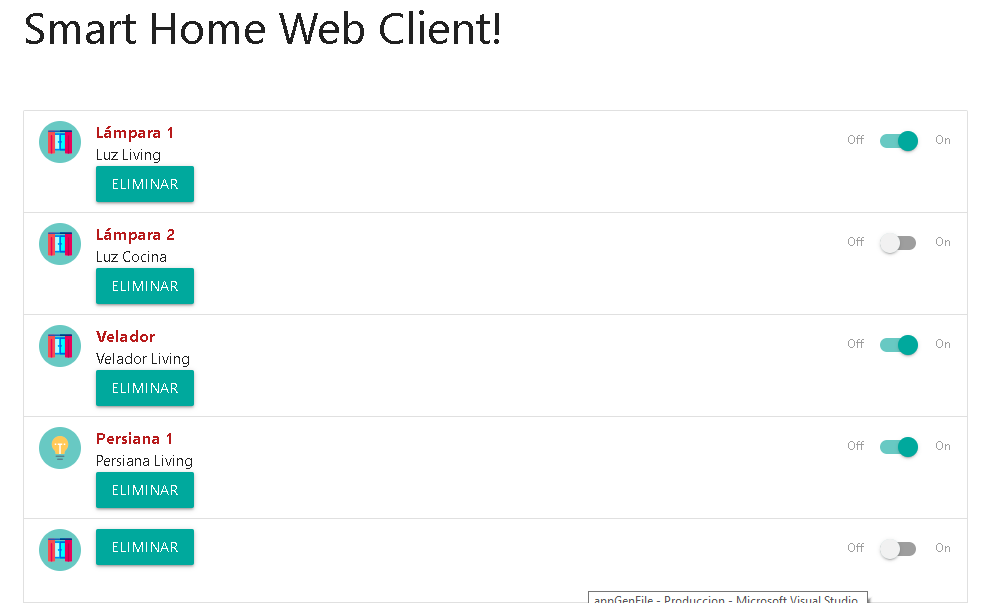 Smart Home Web Client!
Lámpara 1
Off On
Luz Living
ELIMINAR
Lámpara 2
Off On
Luz Cocina
ELIMINAR
Velador
Off On
Velador Living
ELIMINAR
Persiana 1
Off On
Persiana Living
ELIMINAR
ELIMINAR
Off On
appGenFile - Produccion - Microsoft Visual Studio